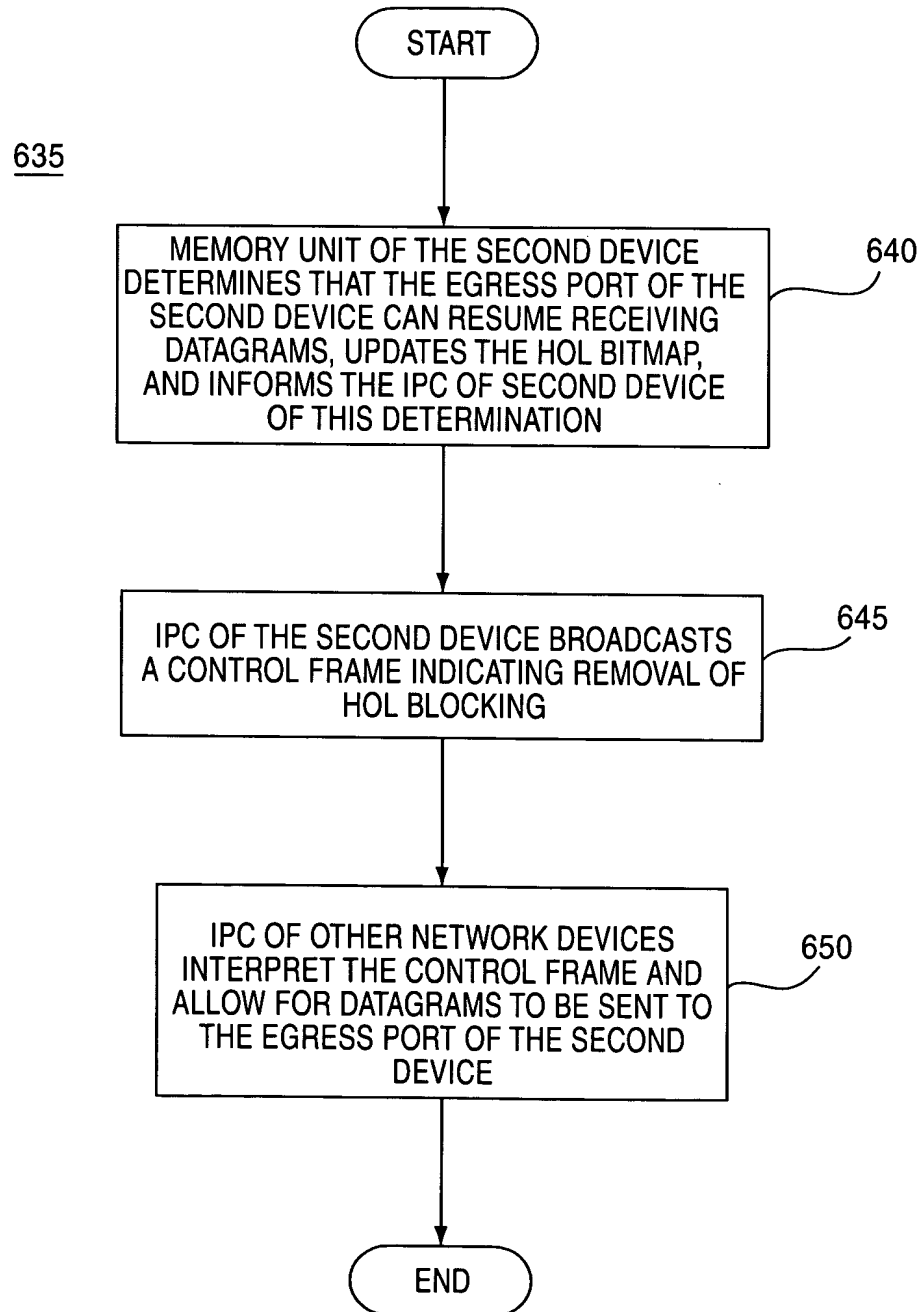 START
635
MEMORY UNIT OF THE SECOND DEVICE
DETERMINES THAT THE EGRESS PORT OF THE
SECOND DEVICE CAN RESUME RECEIVING
DATAGRAMS, UPDATES THE HOL BITMAP,
AND INFORMS THE IPC OF SECOND DEVICE
OF THIS DETERMINATION
640
IPC OF THE SECOND DEVICE BROADCASTS
A CONTROL FRAME INDICATING REMOVAL OF
HOL BLOCKING
645
IPC OF OTHER NETWORK DEVICES
INTERPRET THE CONTROL FRAME AND
ALLOW FOR DATAGRAMS TO BE SENT TO
THE EGRESS PORT OF THE SECOND
DEVICE
650
END